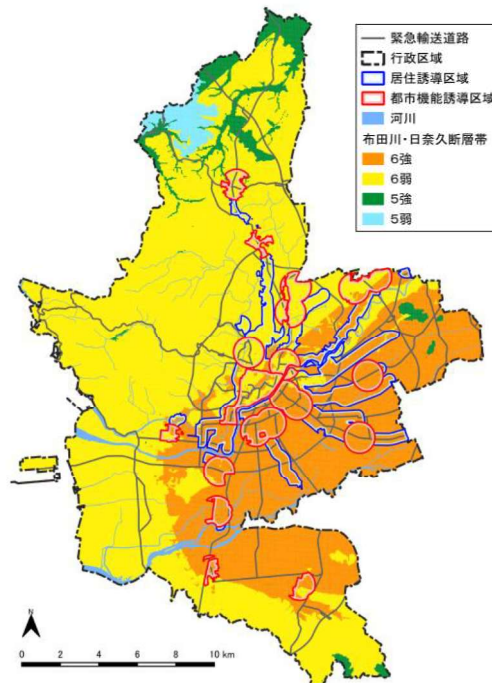 緊急輸送道路
行政区域
居住誘導区域
都市機能誘導区域
河川
布田川・日奈久断層帯
6強
6弱
5強
5弱
N
0 2 4 6 8 10 km